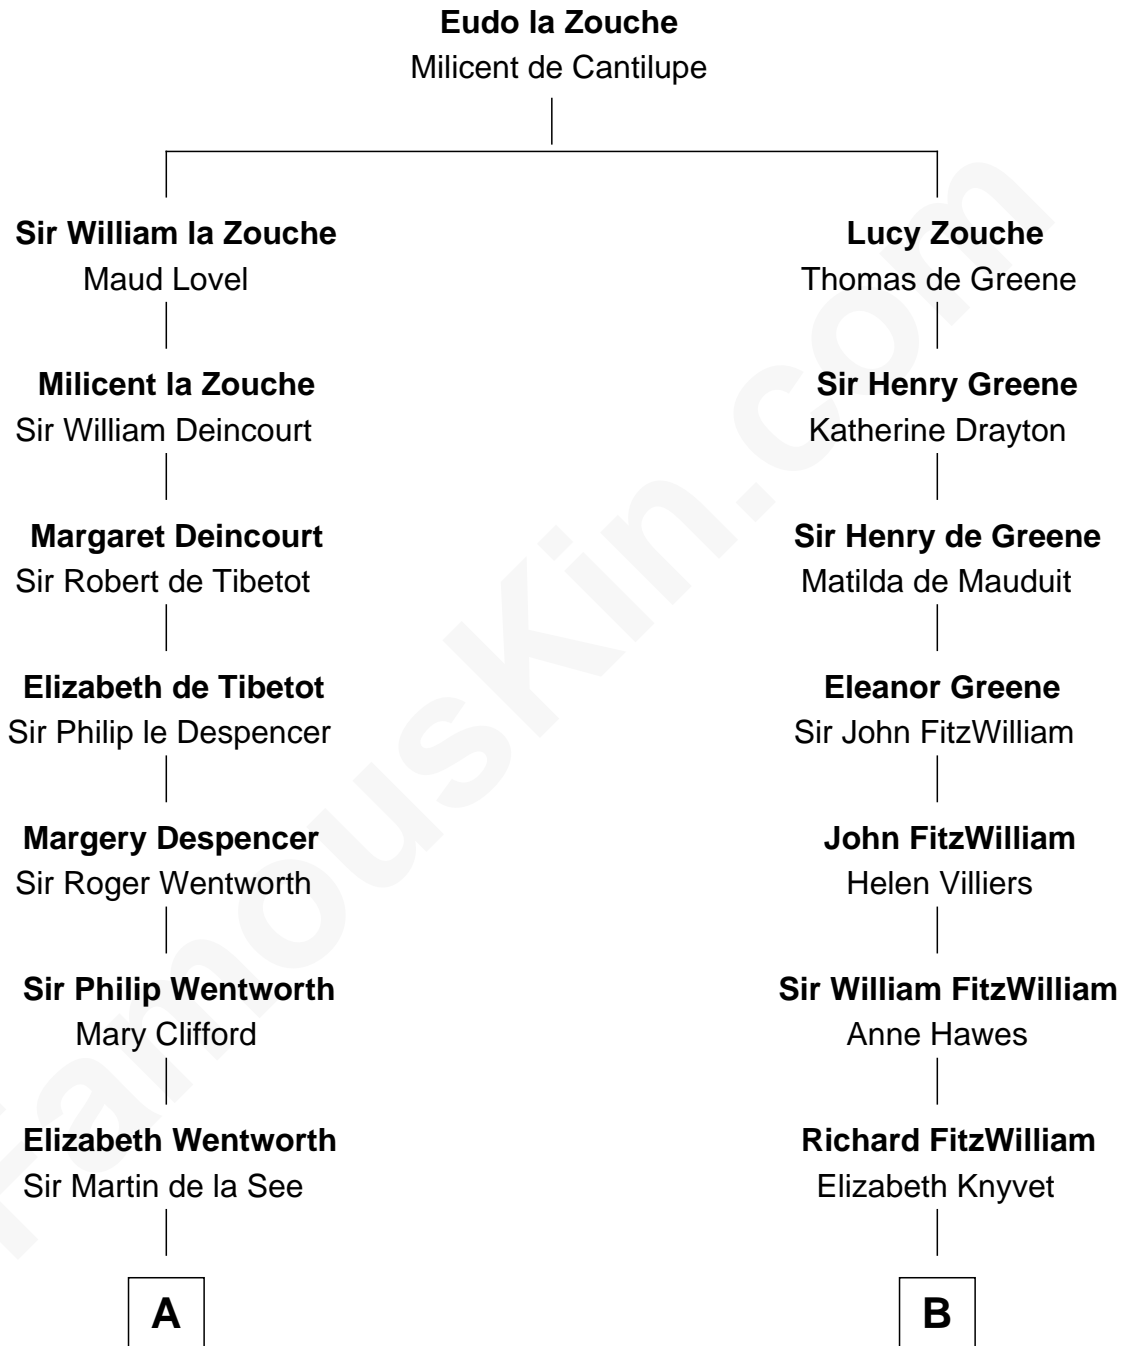 Eudo la Zouche
Milicent de Cantilupe
Sir William la Zouche
Maud Lovel
Lucy Zouche
Thomas de Greene
Milicent la Zouche
Sir William Deincourt
Sir Henry Greene
Katherine Drayton
Margaret Deincourt
Sir Robert de Tibetot
Sir Henry de Greene
Matilda de Mauduit
Elizabeth de Tibetot
Sir Philip le Despencer
Eleanor Greene
Sir John FitzWilliam
Margery Despencer
Sir Roger Wentworth
John FitzWilliam
Helen Villiers
Sir Philip Wentworth
Mary Clifford
Sir William FitzWilliam
Anne Hawes
Elizabeth Wentworth
Sir Martin de la See
Richard FitzWilliam
Elizabeth Knyvet
A
B
FamousKin.com